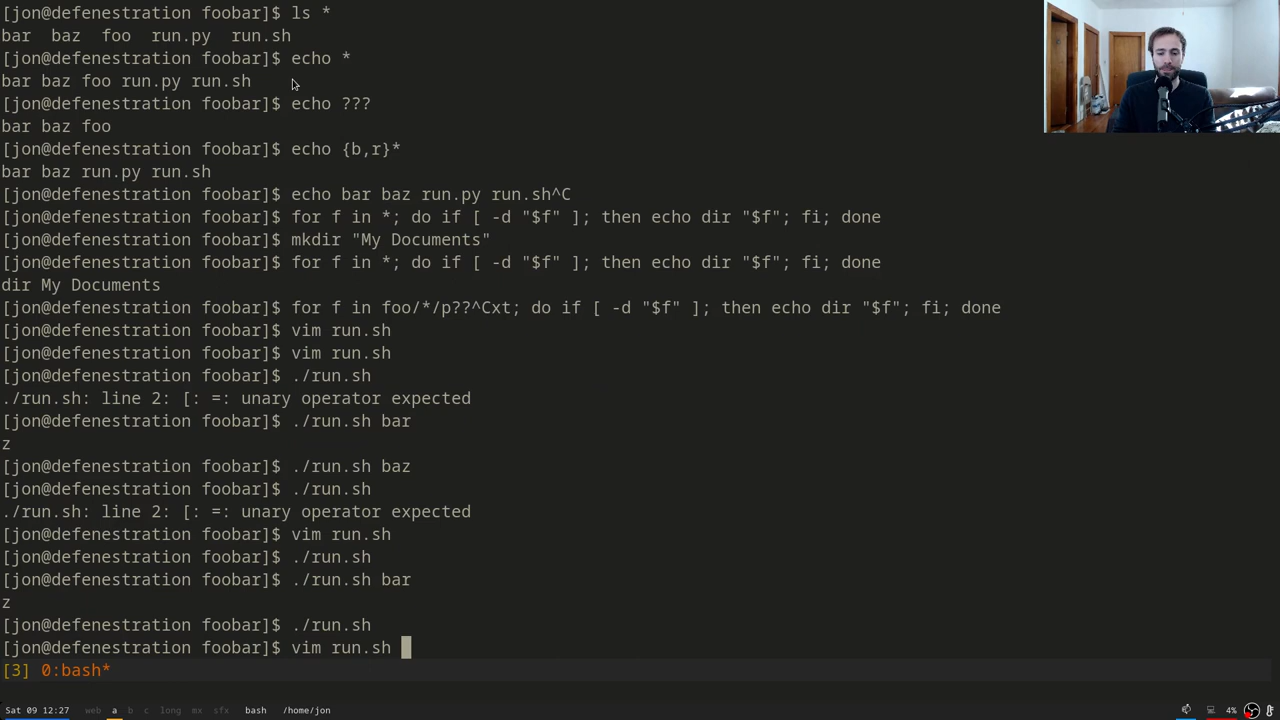 [jon@defenestration foobar]$ ls *
bar  baz  foo  run.py  run.sh
[jon@defenestration foobar]$ echo *
bar baz foo run.py run.sh
[jon@defenestration foobar]$ echo ???
bar baz foo
[jon@defenestration foobar]$ echo {b,r}*
bar baz run.py run.sh
[jon@defenestration foobar]$ echo bar baz run.py run.sh^C
[jon@defenestration foobar]$ for f in *; do if [ -d "$f" ]; then echo dir "$f"; fi; done
[jon@defenestration foobar]$ mkdir "My Documents"
[jon@defenestration foobar]$ for f in *; do if [ -d "$f" ]; then echo dir "$f"; fi; done
dir My Documents
[jon@defenestration foobar]$ for f in foo/*/p??^Cxt; do if [ -d "$f" ]; then echo dir "$f"; fi; done
[jon@defenestration foobar]$ vim run.sh
[jon@defenestration foobar]$ vim run.sh
[jon@defenestration foobar]$ ./run.sh
./run.sh: line 2: [: =: unary operator expected
[jon@defenestration foobar]$ ./run.sh bar
z
[jon@defenestration foobar]$ ./run.sh baz
[jon@defenestration foobar]$ ./run.sh
./run.sh: line 2: [: =: unary operator expected
[jon@defenestration foobar]$ vim run.sh
[jon@defenestration foobar]$ ./run.sh
[jon@defenestration foobar]$ ./run.sh bar
z
[jon@defenestration foobar]$ ./run.sh
[jon@defenestration foobar]$ vim run.sh
[3] 0:bash*
Sat 09 12:27 web a b c long mx sfx bash /home/jon 4%